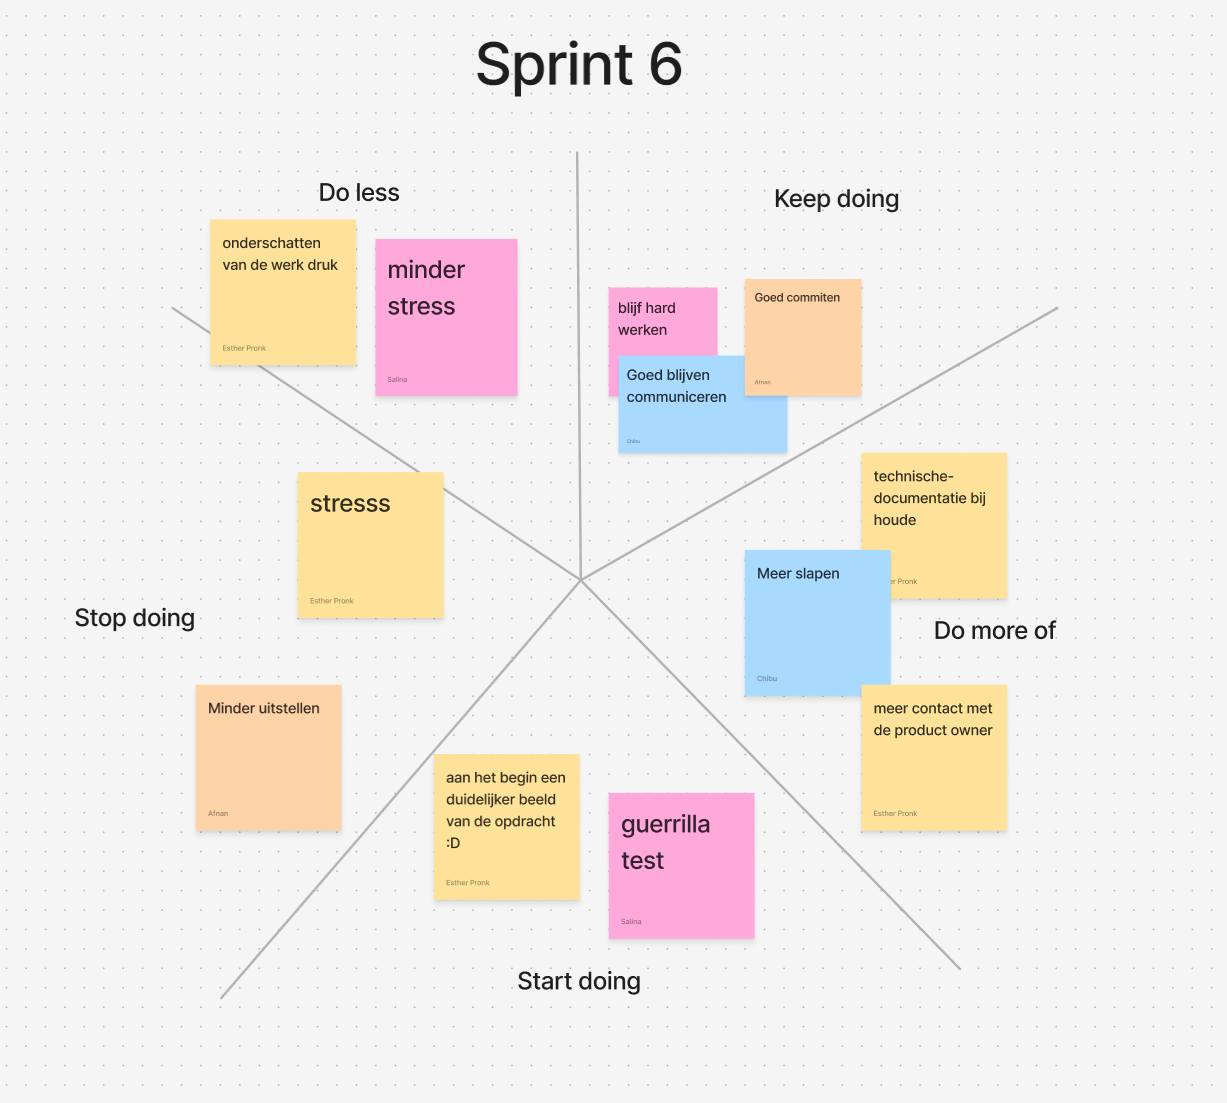 Sprint 6
Do less
onderschatten
van de werk druk
Esther Pronk
minder
stress
Salina
Keep doing
blijf hard
werken
Goed blijven
communiceren
Chibu
Goed commiten
Afnan
Stop doing
stresss
Esther Pronk
Minder uitstellen
Afnan
technische-
documentatie bij
houde
er Pronk
Meer slapen
Chibu
Do more of
meer contact met
de product owner
Esther Pronk
aan het begin een
duidelijker beeld
van de opdracht
:D
Esther Pronk
guerrilla
test
Salina
Start doing